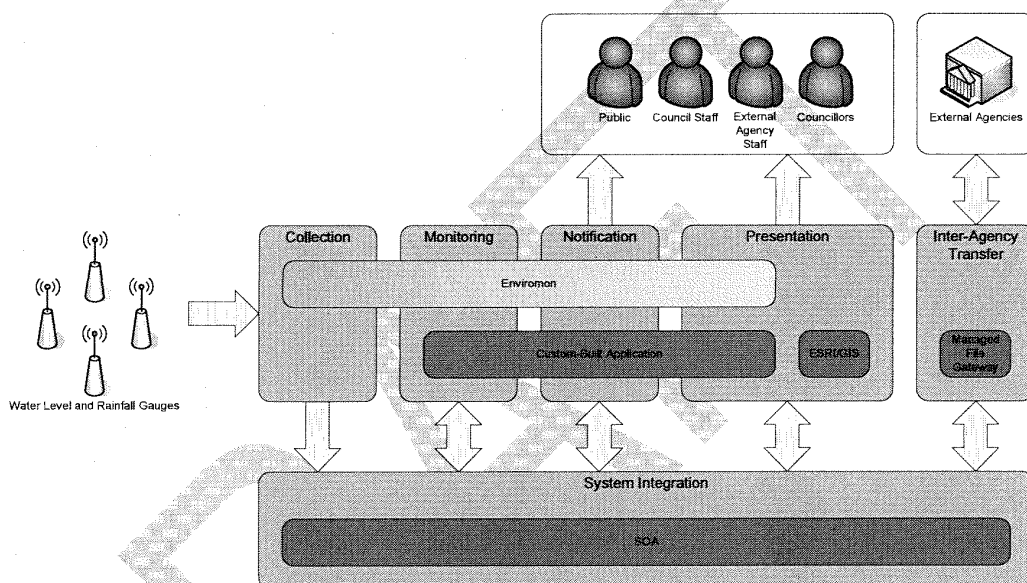 Public
Council Staff
External
Agency
Staff
Councillors
External Agencies
Collection
Monitoring
Notification
Presentation
Inter-Agency
Transfer
Enviromon
Custom-Built Application
ESRI/GIS
Managed
File
Gateway
Water Level and Rainfall Gauges
System Integration
SOA